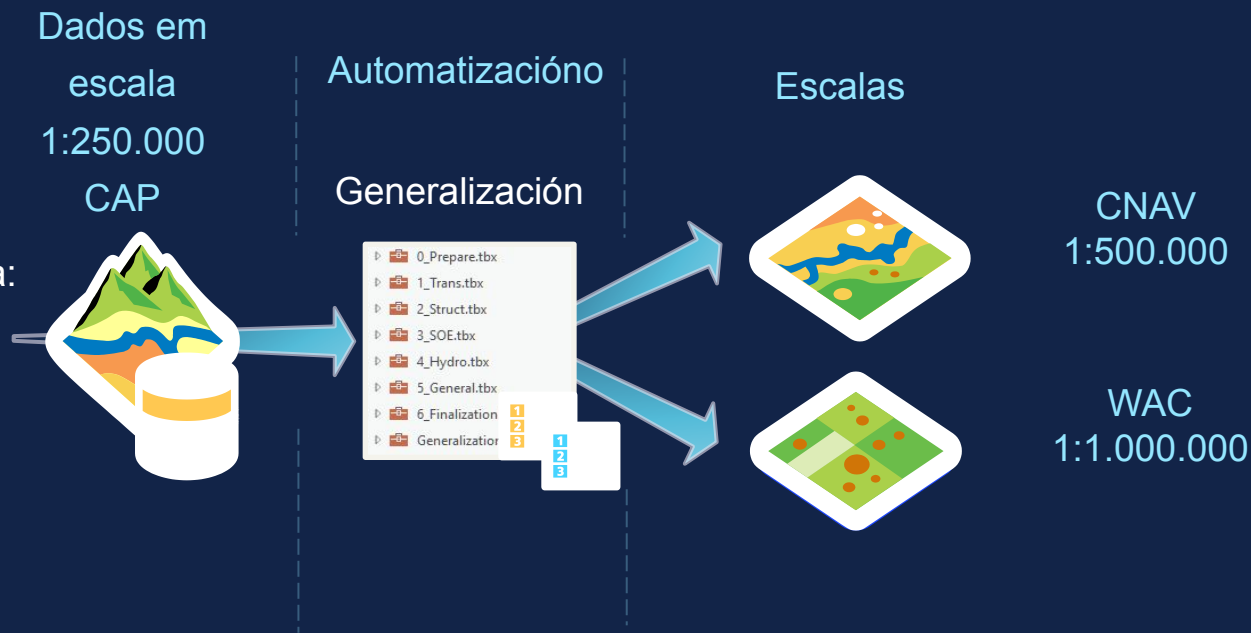 Dados em
escala
1:250.000
CAP
a:
Automatizacióno
Generalización
0_Prepare.tbx
1_Trans.tbx
2_Struct.tbx
3_SOE.tbx
4_Hydro.tbx
5_General.tbx
6_Finalization
Generalization
1
2
3
1
2
3
Escalas
CNAV
1:500.000
WAC
1:1.000.000